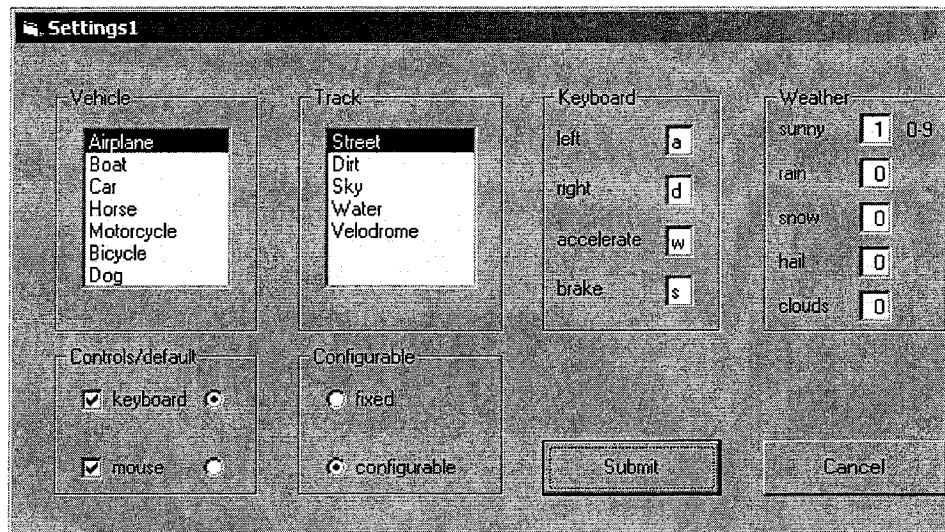 Settings1
Vehicle
Airplane
Boat
Car
Horse
Motorcycle
Bicycle
Dog
Track
Street
Dirt
Sky
Water
Velodrome
Keyboard
left a
right d
accelerate w
brake s
Weather
sunny 1 0-9
rain 0
snow 0
hail 0
clouds 0
Controls/default
keyboard
mouse
Configurable
fixed
configurable
Submit
Cancel